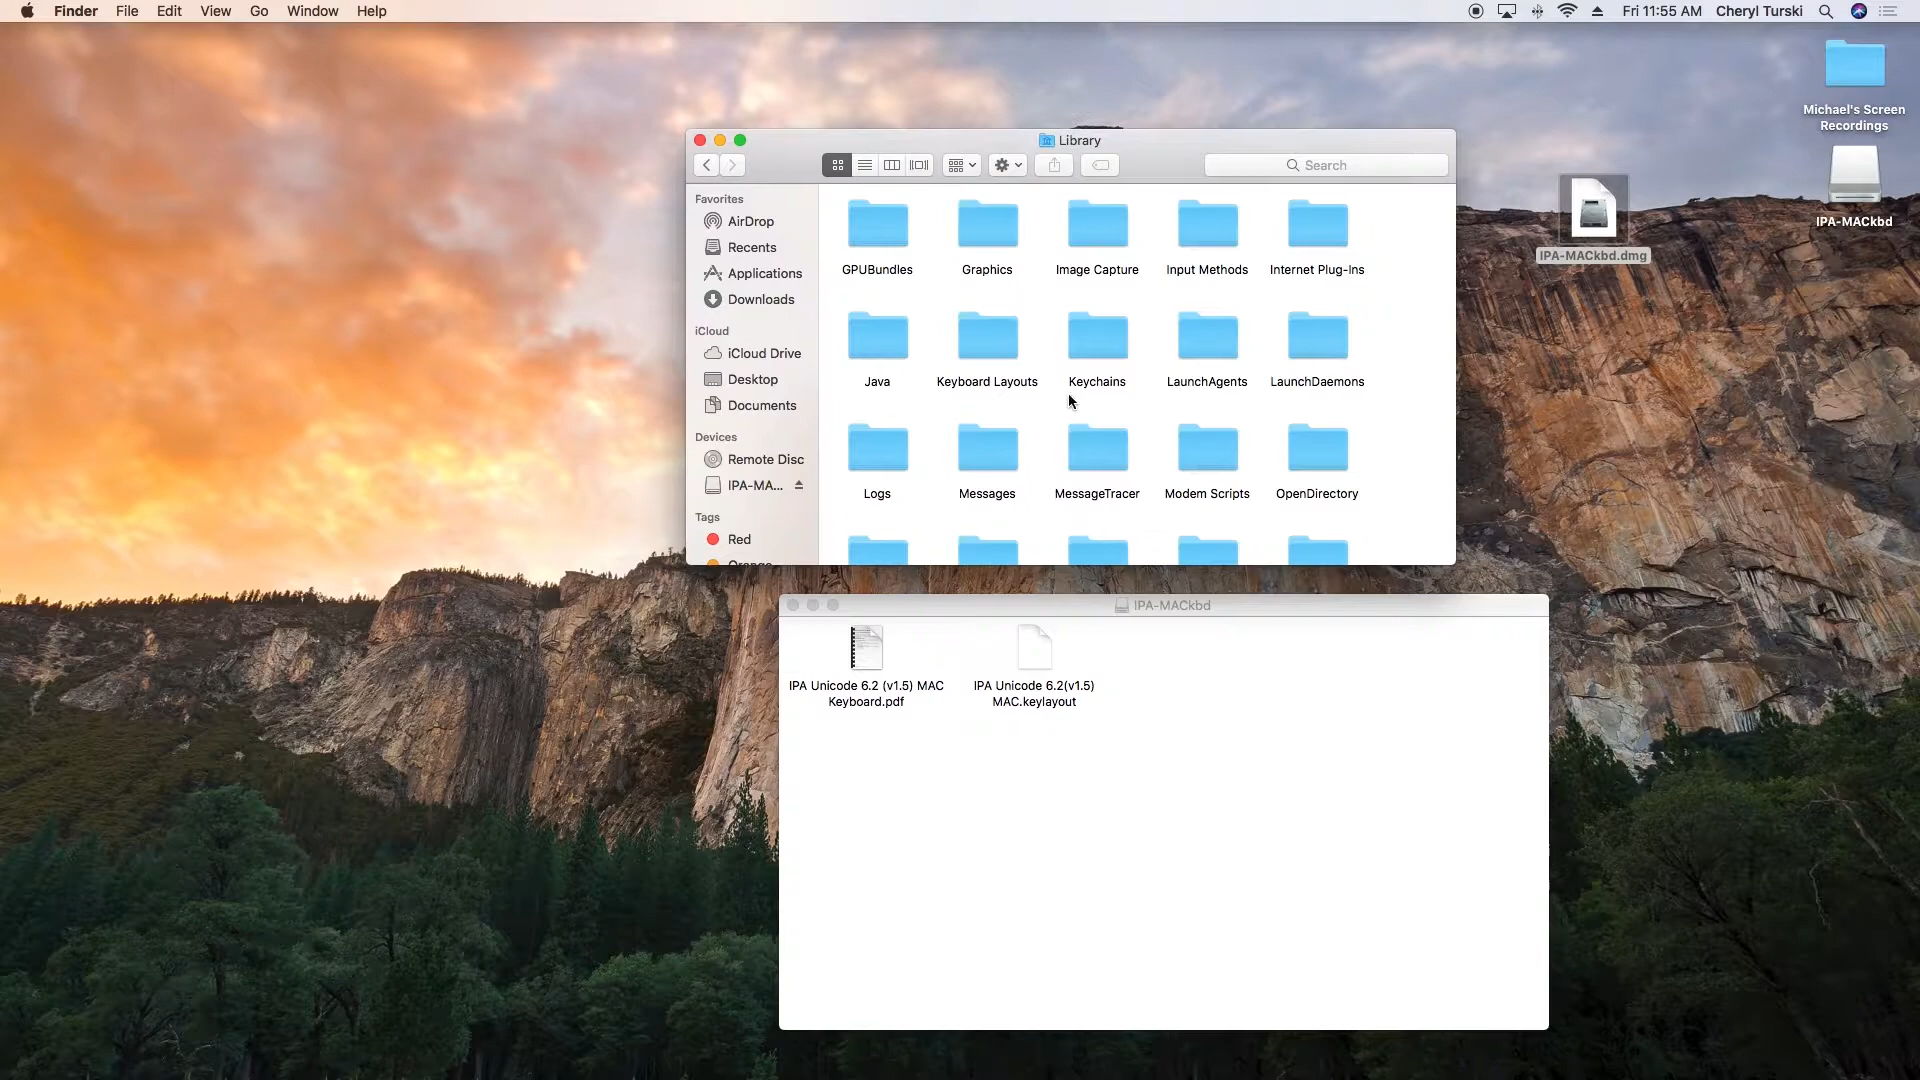 Finder File Edit View Go Window Help
Fri 11:55 AM Cheryl Turski
Michael's Screen
Recordings
IPA-MACkbd
IPA-MACkbd.dmg
Library
Search
Favorites
AirDrop
Recents
Applications
Downloads
iCloud
iCloud Drive
Desktop
Documents
Devices
Remote Disc
IPA-MA...
Tags
Red
Orange
GPUBundles Graphics Image Capture Input Methods Internet Plug-Ins
Java Keyboard Layouts Keychains LaunchAgents LaunchDaemons
Logs Messages MessageTracer Modem Scripts OpenDirectory
IPA-MACkbd
IPA Unicode 6.2 (v1.5) MAC
Keyboard.pdf
IPA Unicode 6.2(v1.5)
MAC.keylayout